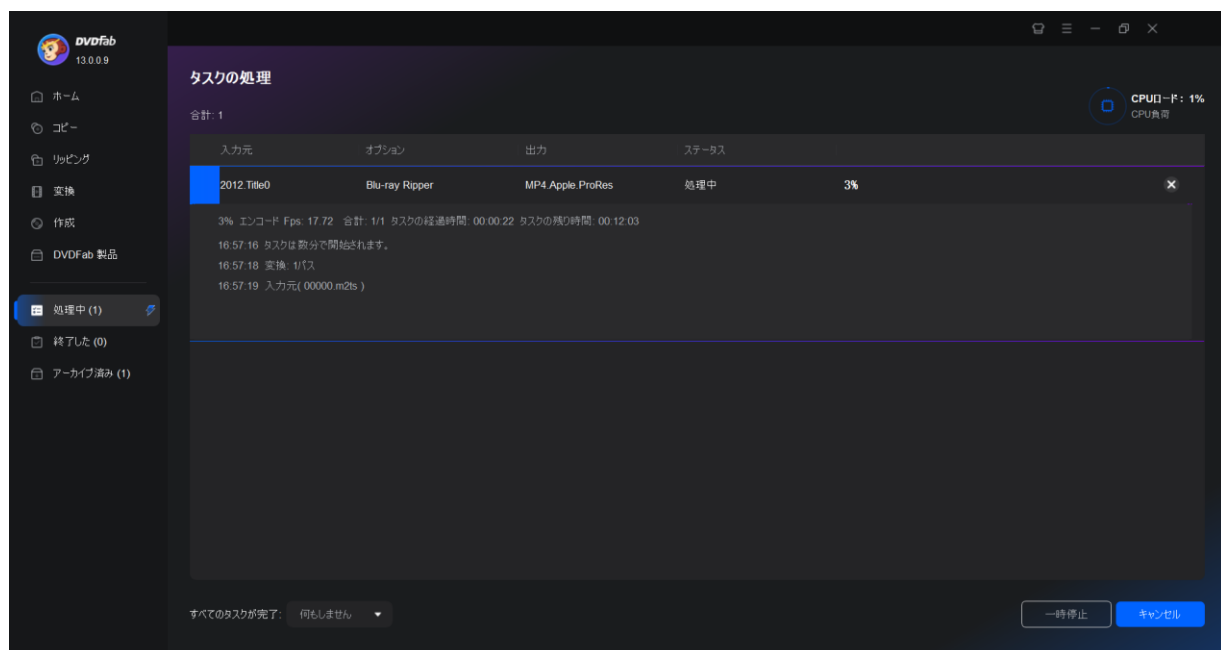 DVDfab
13.0.0.9
ホーム
コピー
リッピング
変換
作成
DVDFab 製品
処理中 (1)
終了した (0)
アーカイブ済み (1)
タスクの処理
合計: 1
CPUロード: 1%
CPU負荷
入力元 オプション 出力 ステータス
2012.Title0 Blu-ray Ripper MP4.Apple.ProRes 処理中 3%
3% エンコード Fps: 17.72 合計: 1/1 タスクの経過時間: 00:00:22 タスクの残り時間: 00:12:03
16:57:16 タスクは数分で開始されます。
16:57:18 変換: 1パス
16:57:19 入力元( 00000.m2ts )
すべてのタスクが完了: 何もしません
一時停止
キャンセル